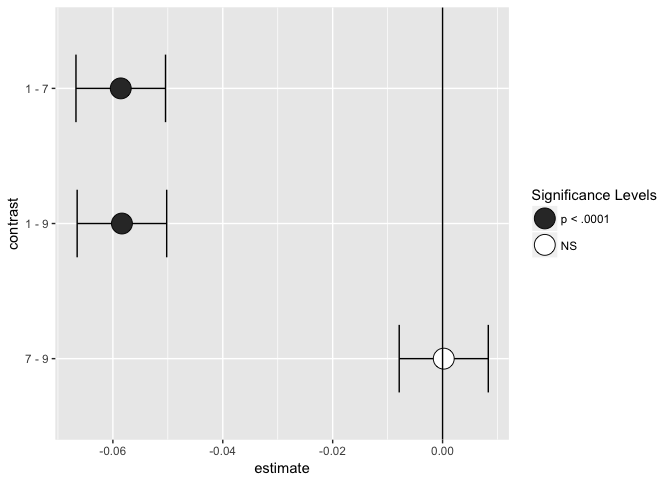 contrast
1 - 7
1 - 9
7 - 9
-0.06
-0.04
-0.02
0.00
estimate
Significance Levels
p < .0001
NS